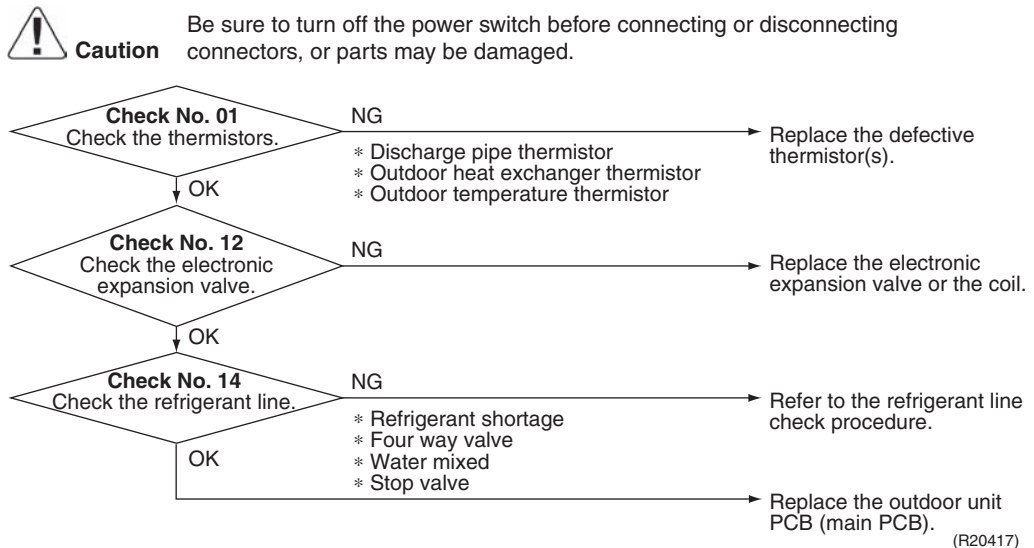 Be sure to turn off the power switch before connecting or disconnecting
Caution connectors, or parts may be damaged.
Check No. 01
Check the thermistors.
NG
∗ Discharge pipe thermistor
∗ Outdoor heat exchanger thermistor
∗ Outdoor temperature thermistor
Replace the defective
thermistor(s).
OK
Check No. 12
Check the electronic
expansion valve.
NG
Replace the electronic
expansion valve or the coil.
OK
Check No. 14
Check the refrigerant line.
NG
∗ Refrigerant shortage
∗ Four way valve
∗ Water mixed
∗ Stop valve
Refer to the refrigerant line
check procedure.
OK
Replace the outdoor unit
PCB (main PCB).
(R20417)